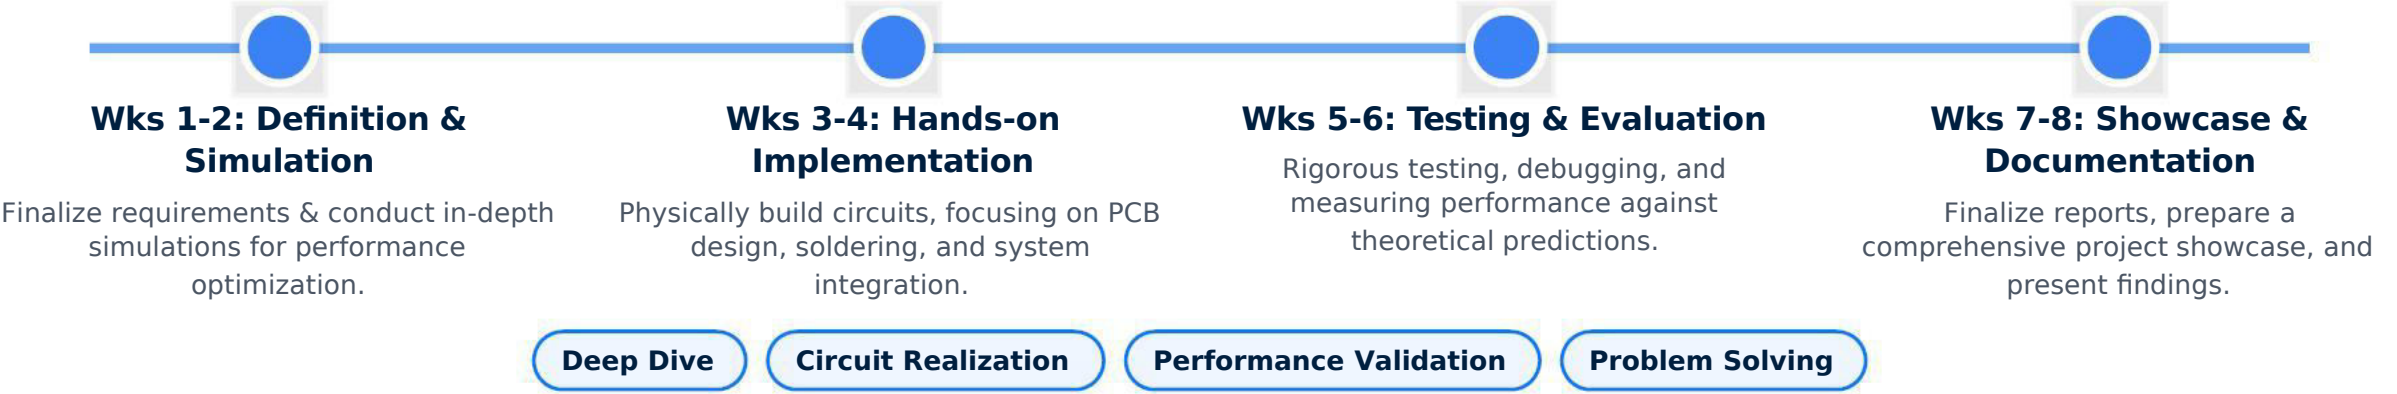 Wks 1-2: Definition &
Simulation
Finalize requirements & conduct in-depth
simulations for performance
optimization.
Wks 3-4: Hands-on
Implementation
Physically build circuits, focusing on PCB
design, soldering, and system
integration.
Wks 5-6: Testing & Evaluation
Rigorous testing, debugging, and
measuring performance against
theoretical predictions.
Wks 7-8: Showcase &
Documentation
Finalize reports, prepare a
comprehensive project showcase, and
present findings.
Deep Dive
Circuit Realization
Performance Validation
Problem Solving